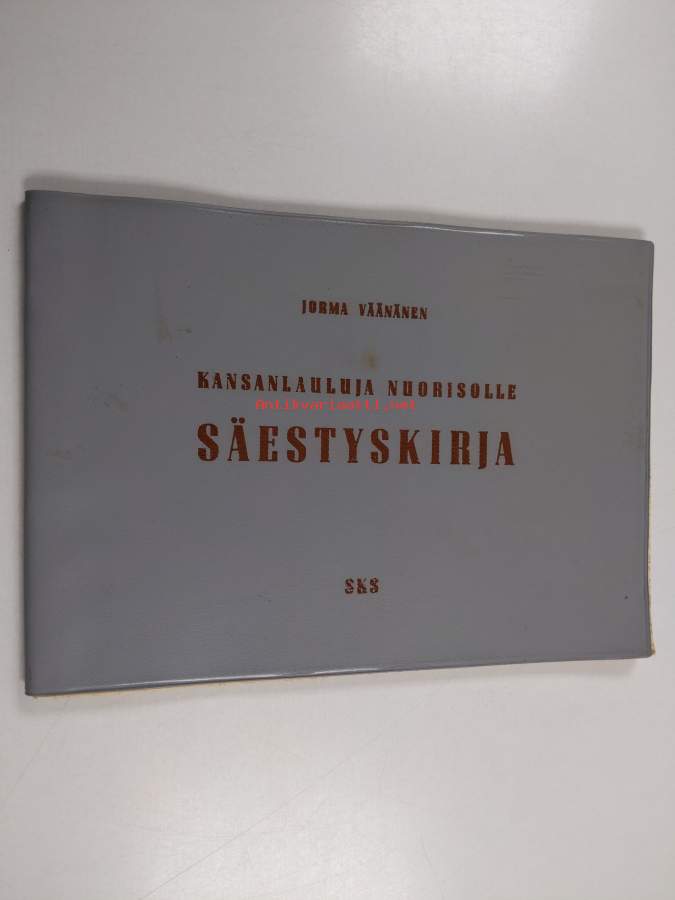 JORMA VÄÄNÄNEN
KANSANLAULUJA NUORISOLLE
Antikvariaatti.net
SÄESTYSKIRJA
SKS